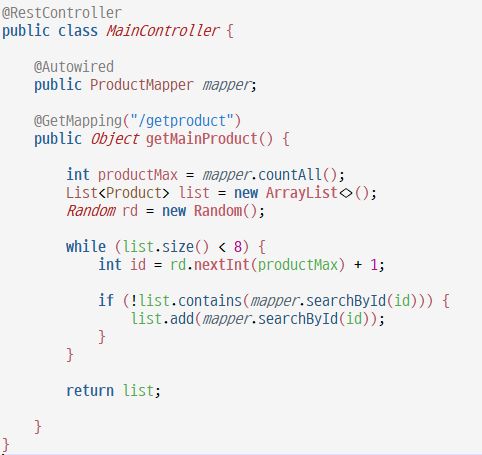 @RestController
public class MainController {
@Autowired
public ProductMapper mapper;
@GetMapping("/getproduct")
public Object getMainProduct() {
int productMax = mapper.countAll();
List<Product> list = new ArrayList<>();
Random rd = new Random();
while (list.size() < 8) {
int id = rd.nextInt(productMax) + 1;
if (!list.contains(mapper.searchById(id))) {
list.add(mapper.searchById(id));
}
}
return list;
}
}